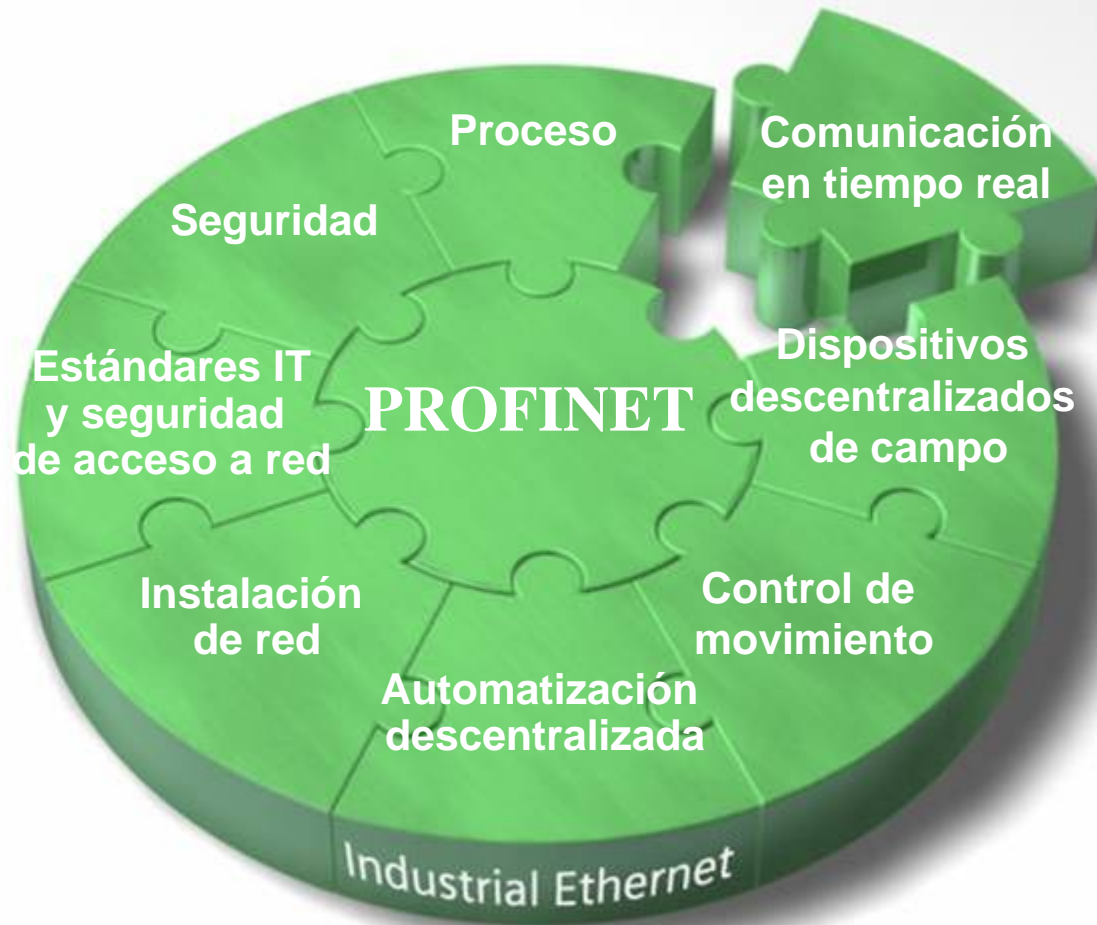 Proceso
Comunicación
en tiempo real
Seguridad
Dispositivos
descentralizados
de campo
Estándares IT
y seguridad
de acceso a red
PROFINET
Instalación
de red
Control de
movimiento
Automatización
descentralizada
Industrial Ethernet